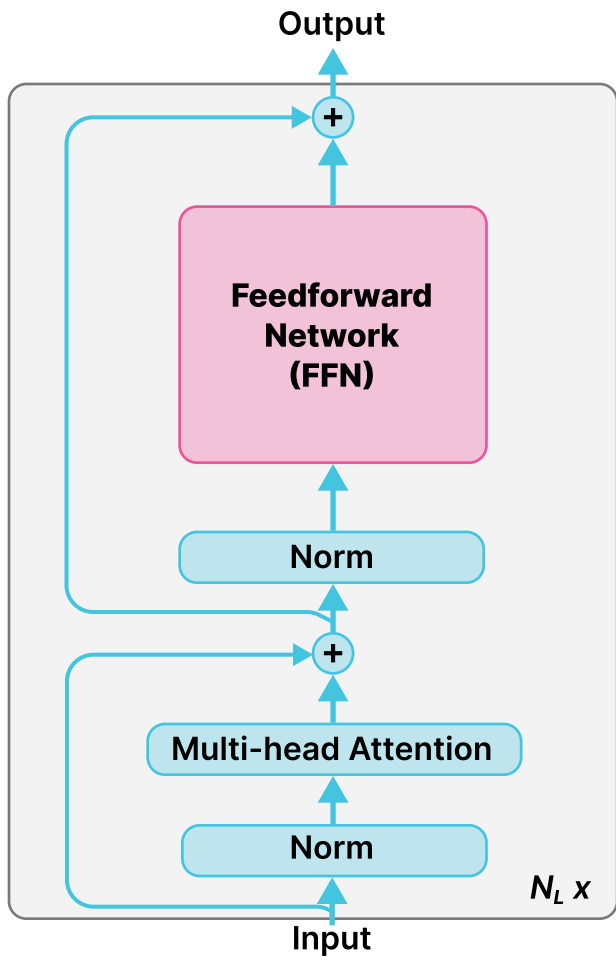 Output
+
Feedforward
Network
(FFN)
Norm
+
Multi-head Attention
Norm
N_L x
Input